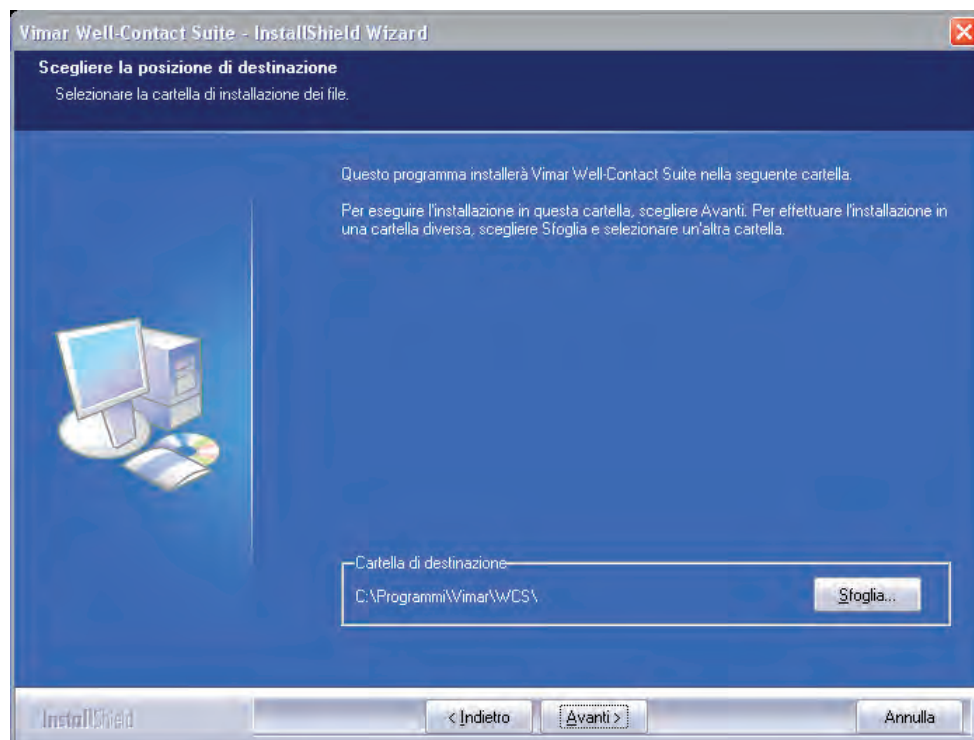 Vimar Well-Contact Suite - InstallShield Wizard
Scegliere la posizione di destinazione
Selezionare la cartella di installazione dei file.
Questo programma installerà Vimar Well-Contact Suite nella seguente cartella.
Per eseguire l'installazione in questa cartella, scegliere Avanti. Per effettuare l'installazione in
una cartella diversa, scegliere Sfoglia e selezionare un'altra cartella.
Cartella di destinazione
C:\Programmi\Vimar\WCS\
Sfoglia...
InstallShield
< Indietro
Avanti >
Annulla